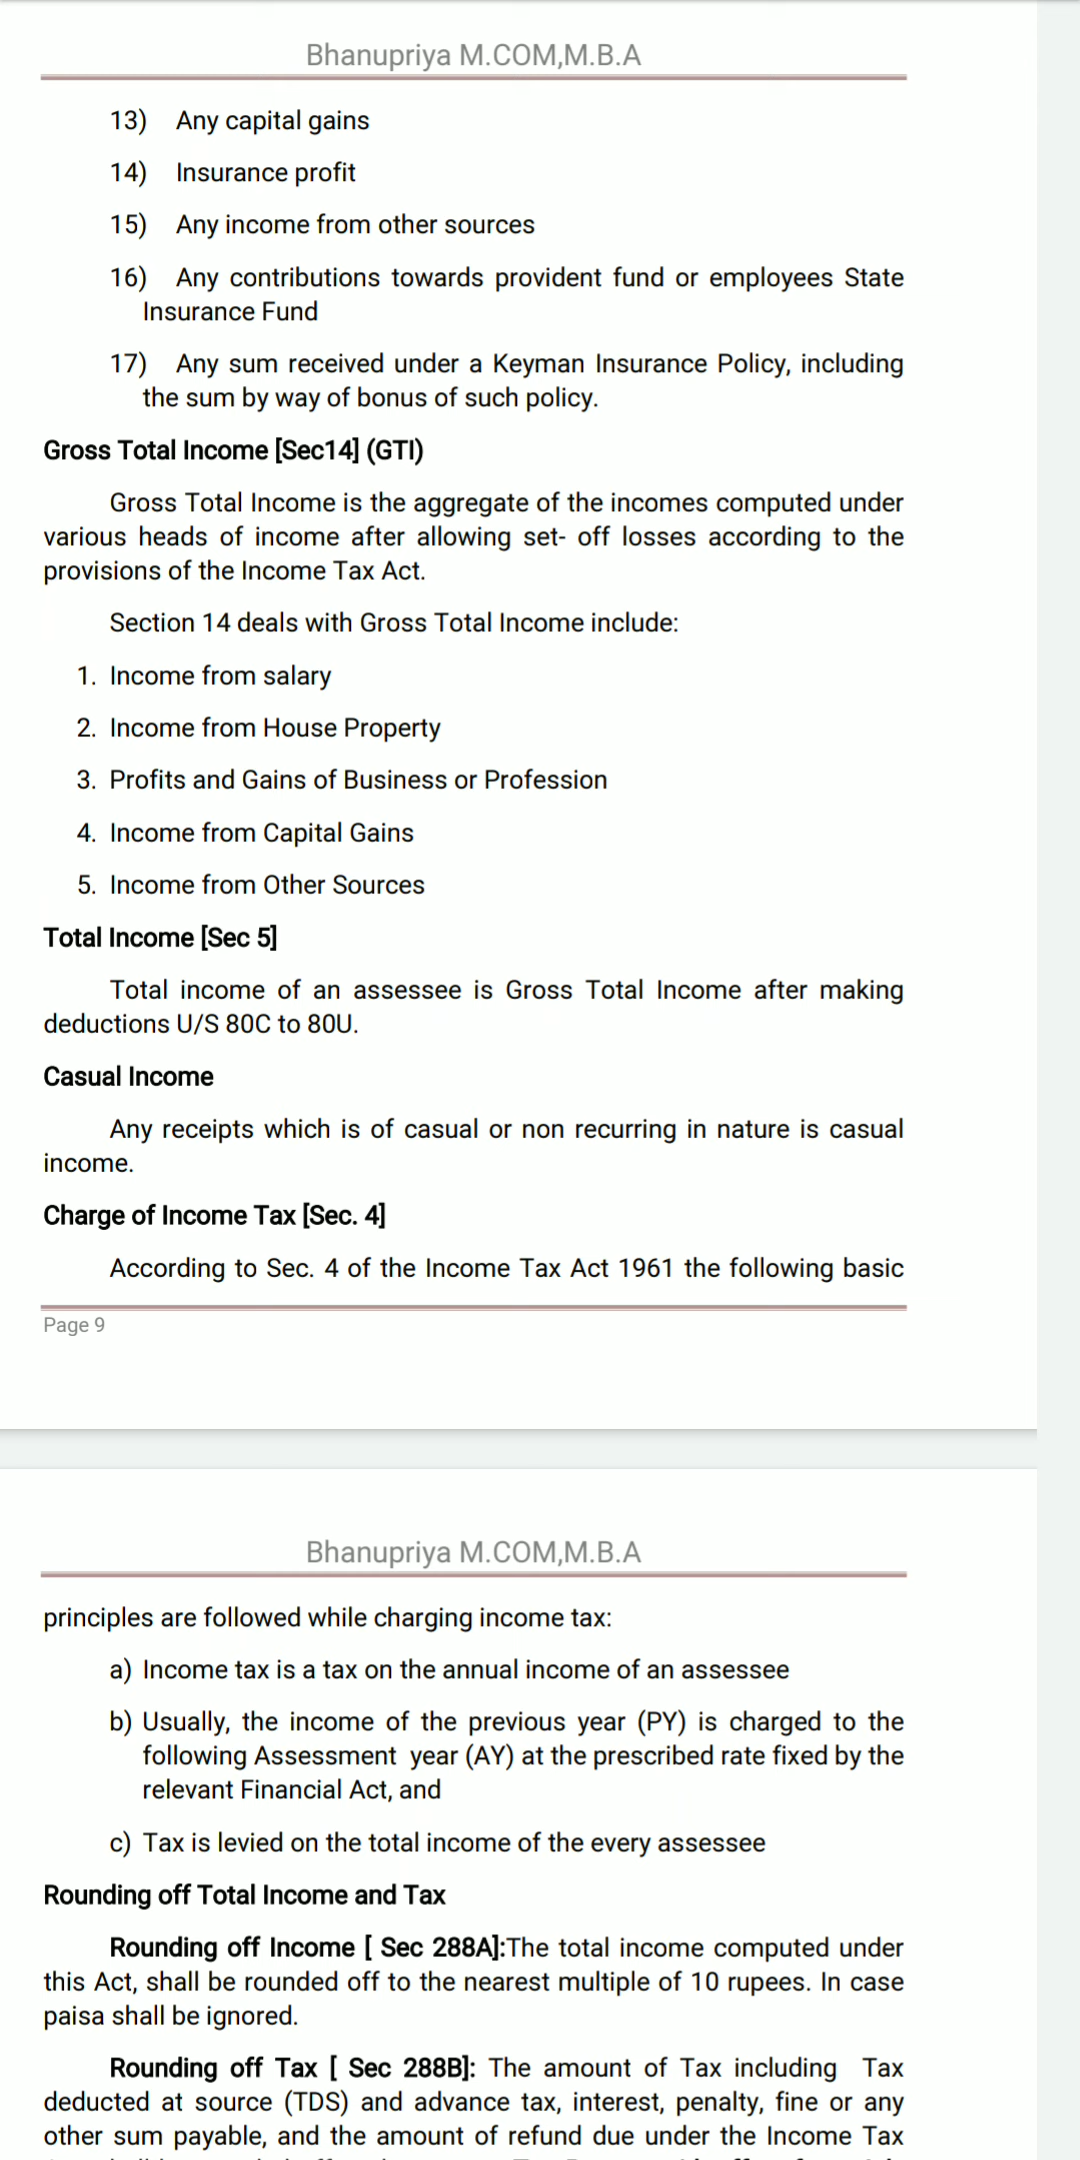 Bhanupriya M.COM,M.B.A
13) Any capital gains
14) Insurance profit
15) Any income from other sources
16) Any contributions towards provident fund or employees State
Insurance Fund
17) Any sum received under a Keyman Insurance Policy, including
the sum by way of bonus of such policy.
Gross Total Income [Sec14] (GTI)
Gross Total Income is the aggregate of the incomes computed under
various heads of income after allowing set- off losses according to the
provisions of the Income Tax Act.
Section 14 deals with Gross Total Income include:
1. Income from salary
2. Income from House Property
3. Profits and Gains of Business or Profession
4. Income from Capital Gains
5. Income from Other Sources
Total Income [Sec 5]
Total income of an assessee is Gross Total Income after making
deductions U/S 80C to 80U.
Casual Income
Any receipts which is of casual or non recurring in nature is casual
income.
Charge of Income Tax [Sec. 4]
According to Sec. 4 of the Income Tax Act 1961 the following basic
Page 9
Bhanupriya M.COM,M.B.A
principles are followed while charging income tax:
a) Income tax is a tax on the annual income of an assessee
b) Usually, the income of the previous year (PY) is charged to the
following Assessment year (AY) at the prescribed rate fixed by the
relevant Financial Act, and
c) Tax is levied on the total income of the every assessee
Rounding off Total Income and Tax
Rounding off Income [ Sec 288A]:The total income computed under
this Act, shall be rounded off to the nearest multiple of 10 rupees. In case
paisa shall be ignored.
Rounding off Tax [ Sec 288B]: The amount of Tax including Tax
deducted at source (TDS) and advance tax, interest, penalty, fine or any
other sum payable, and the amount of refund due under the Income Tax